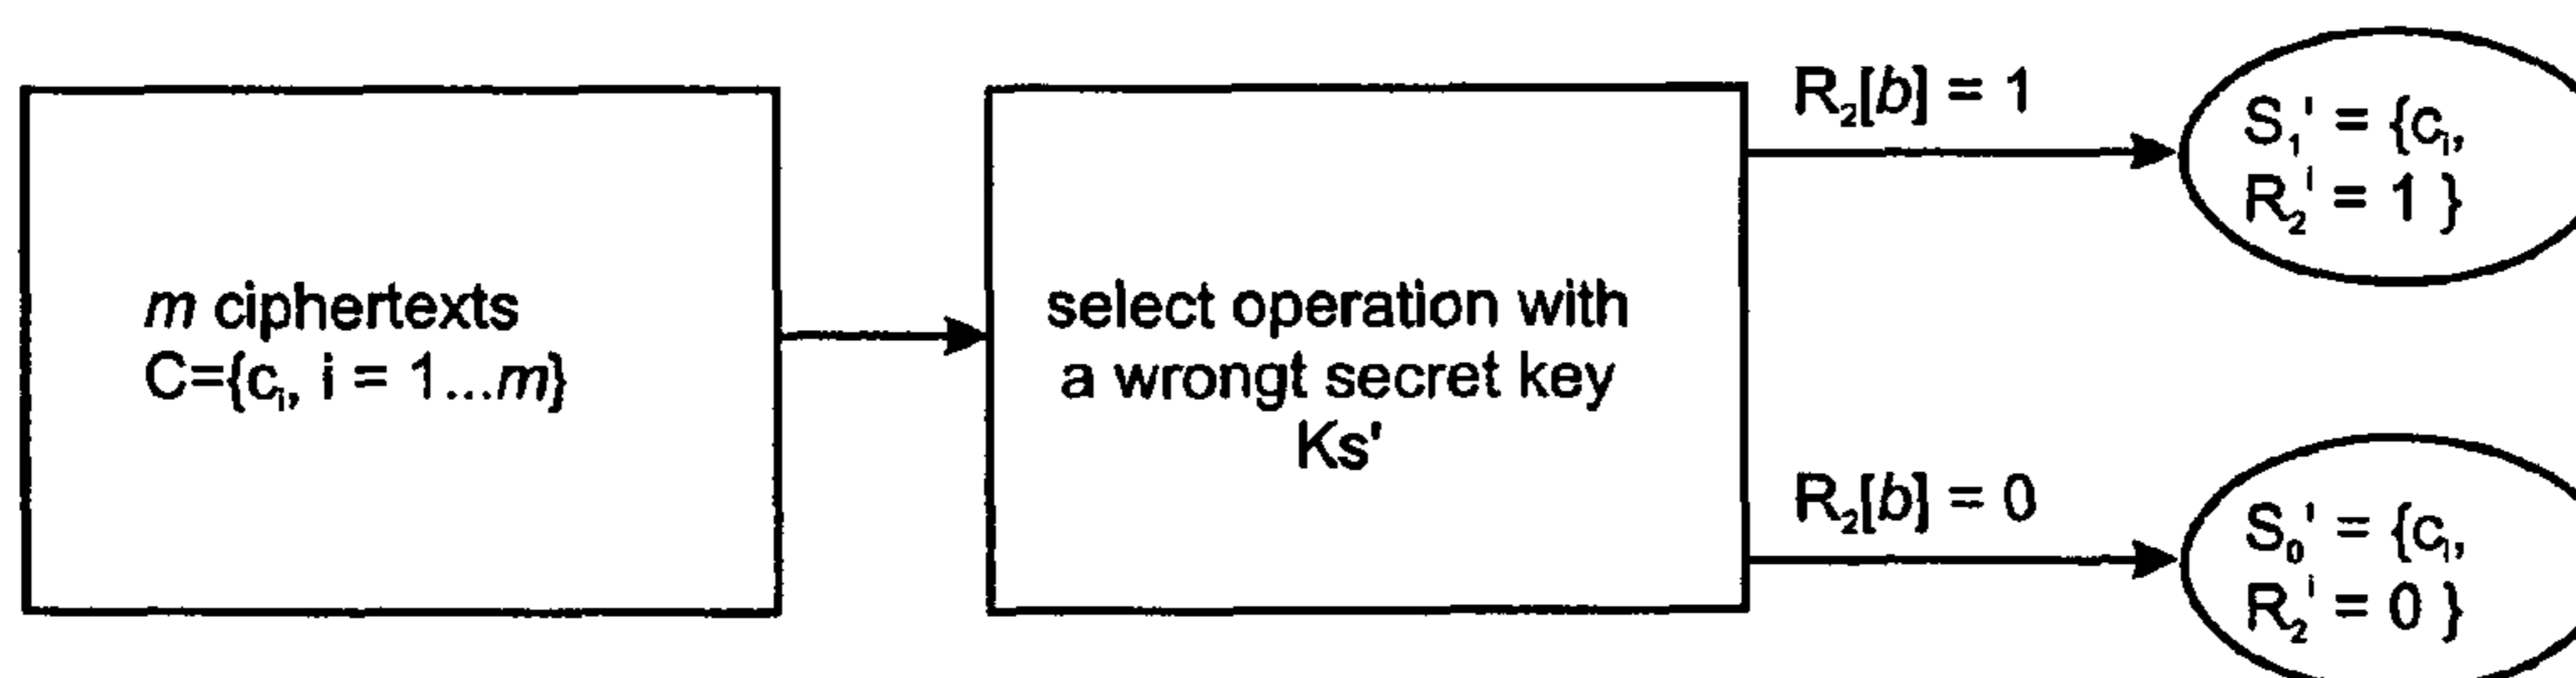 m ciphertexts
C={cᵢ, i = 1...m}
select operation with
a wrongt secret key
Ks'
R₂[b] = 1
S₁' = {cᵢ,
R₂ⁱ = 1 }
R₂[b] = 0
S₀' = {cᵢ,
R₂ⁱ = 0 }